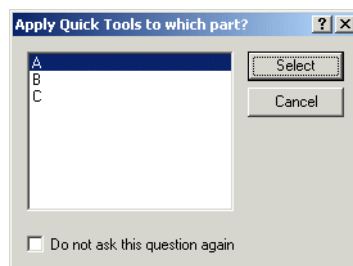 Apply Quick Tools to which part?
A
B
C
Select
Cancel
Do not ask this question again